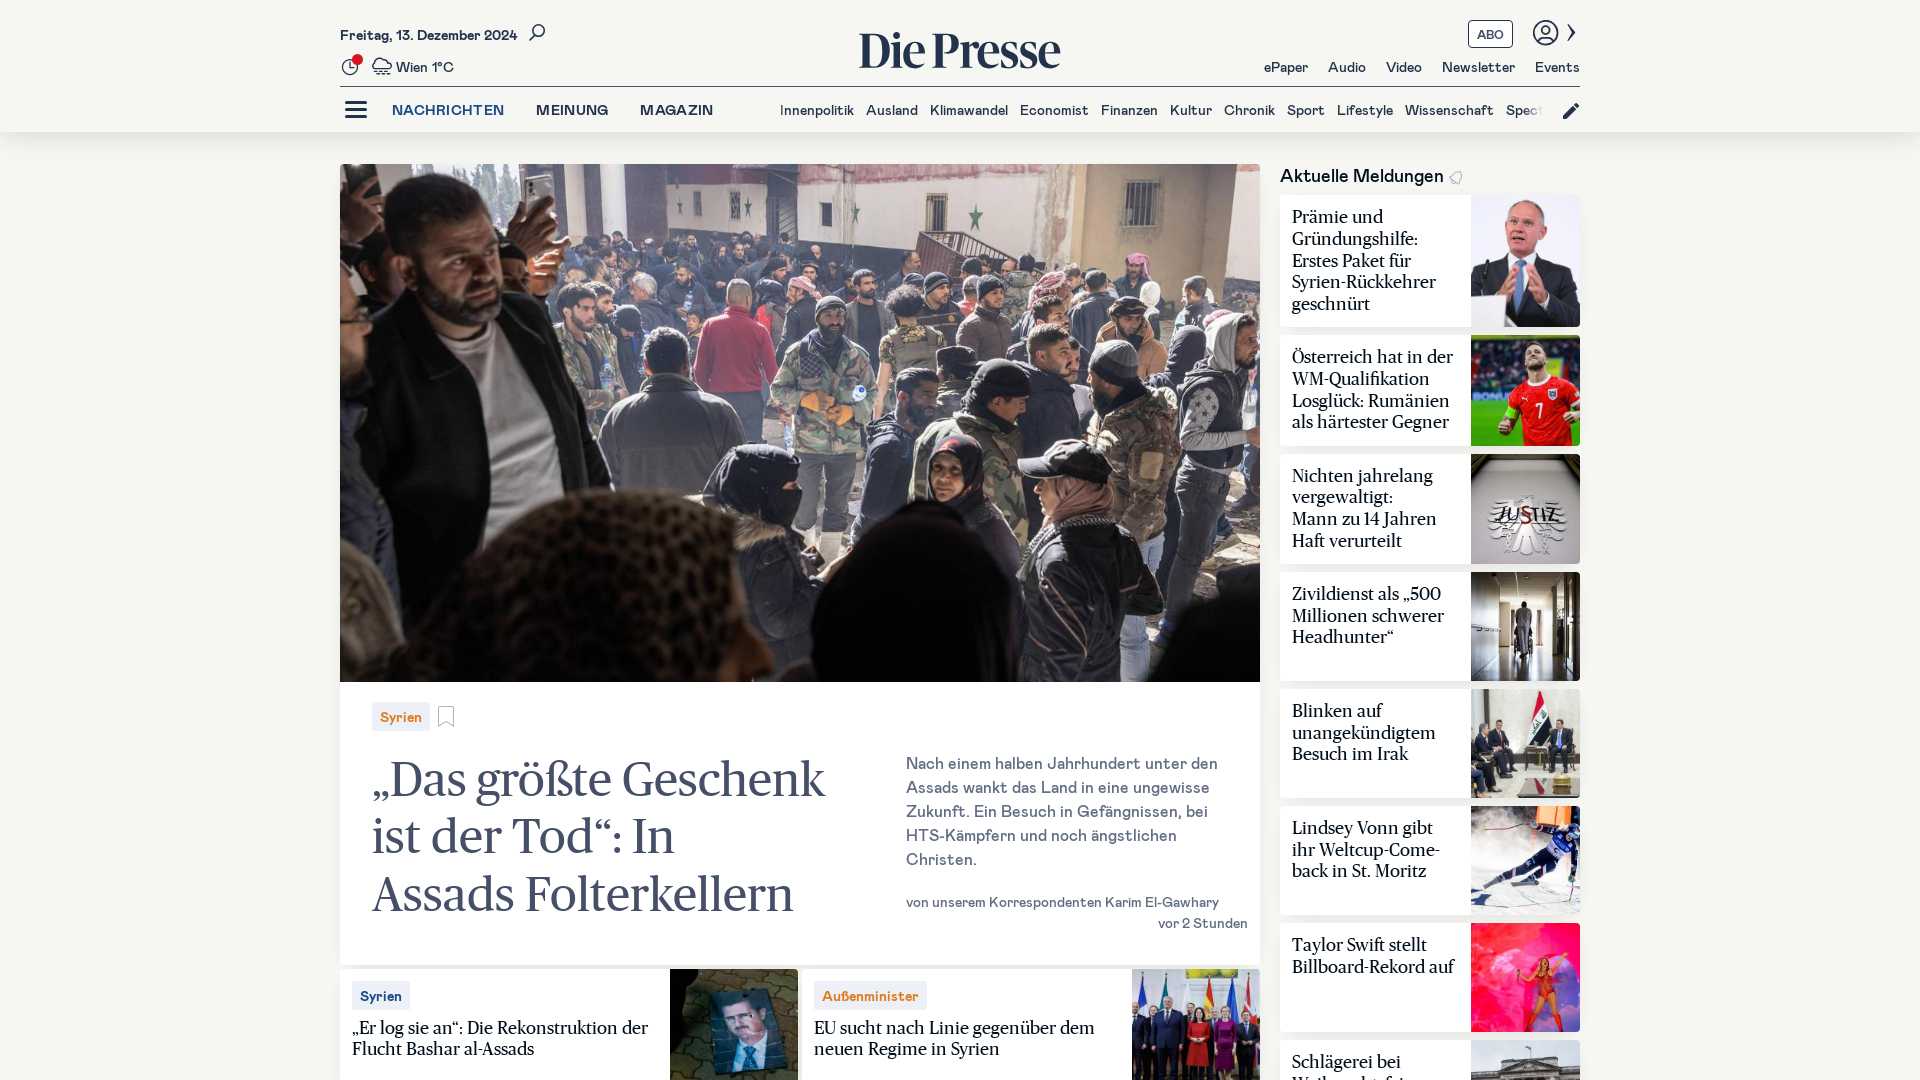 Freitag, 13. Dezember 2024
Wien 1°C
Die Presse
ABO
ePaper Audio Video Newsletter Events
NACHRICHTEN MEINUNG MAGAZIN
Innenpolitik Ausland Klimawandel Economist Finanzen Kultur Chronik Sport Lifestyle Wissenschaft Spect
Syrien
„Das größte Geschenk
ist der Tod“: In
Assads Folterkellern
Nach einem halben Jahrhundert unter den
Assads wankt das Land in eine ungewisse
Zukunft. Ein Besuch in Gefängnissen, bei
HTS-Kämpfern und noch ängstlichen
Christen.
von unserem Korrespondenten Karim El-Gawhary
vor 2 Stunden
Syrien
„Er log sie an“: Die Rekonstruktion der
Flucht Bashar al-Assads
Außenminister
EU sucht nach Linie gegenüber dem
neuen Regime in Syrien
Aktuelle Meldungen
Prämie und
Gründungshilfe:
Erstes Paket für
Syrien-Rückkehrer
geschnürt
Österreich hat in der
WM-Qualifikation
Losglück: Rumänien
als härtester Gegner
7
Nichten jahrelang
vergewaltigt:
Mann zu 14 Jahren
Haft verurteilt
JUSTIZ
Zivildienst als „500
Millionen schwerer
Headhunter“
Blinken auf
unangekündigtem
Besuch im Irak
Lindsey Vonn gibt
ihr Weltcup-Come-
back in St. Moritz
Taylor Swift stellt
Billboard-Rekord auf
Schlägerei bei